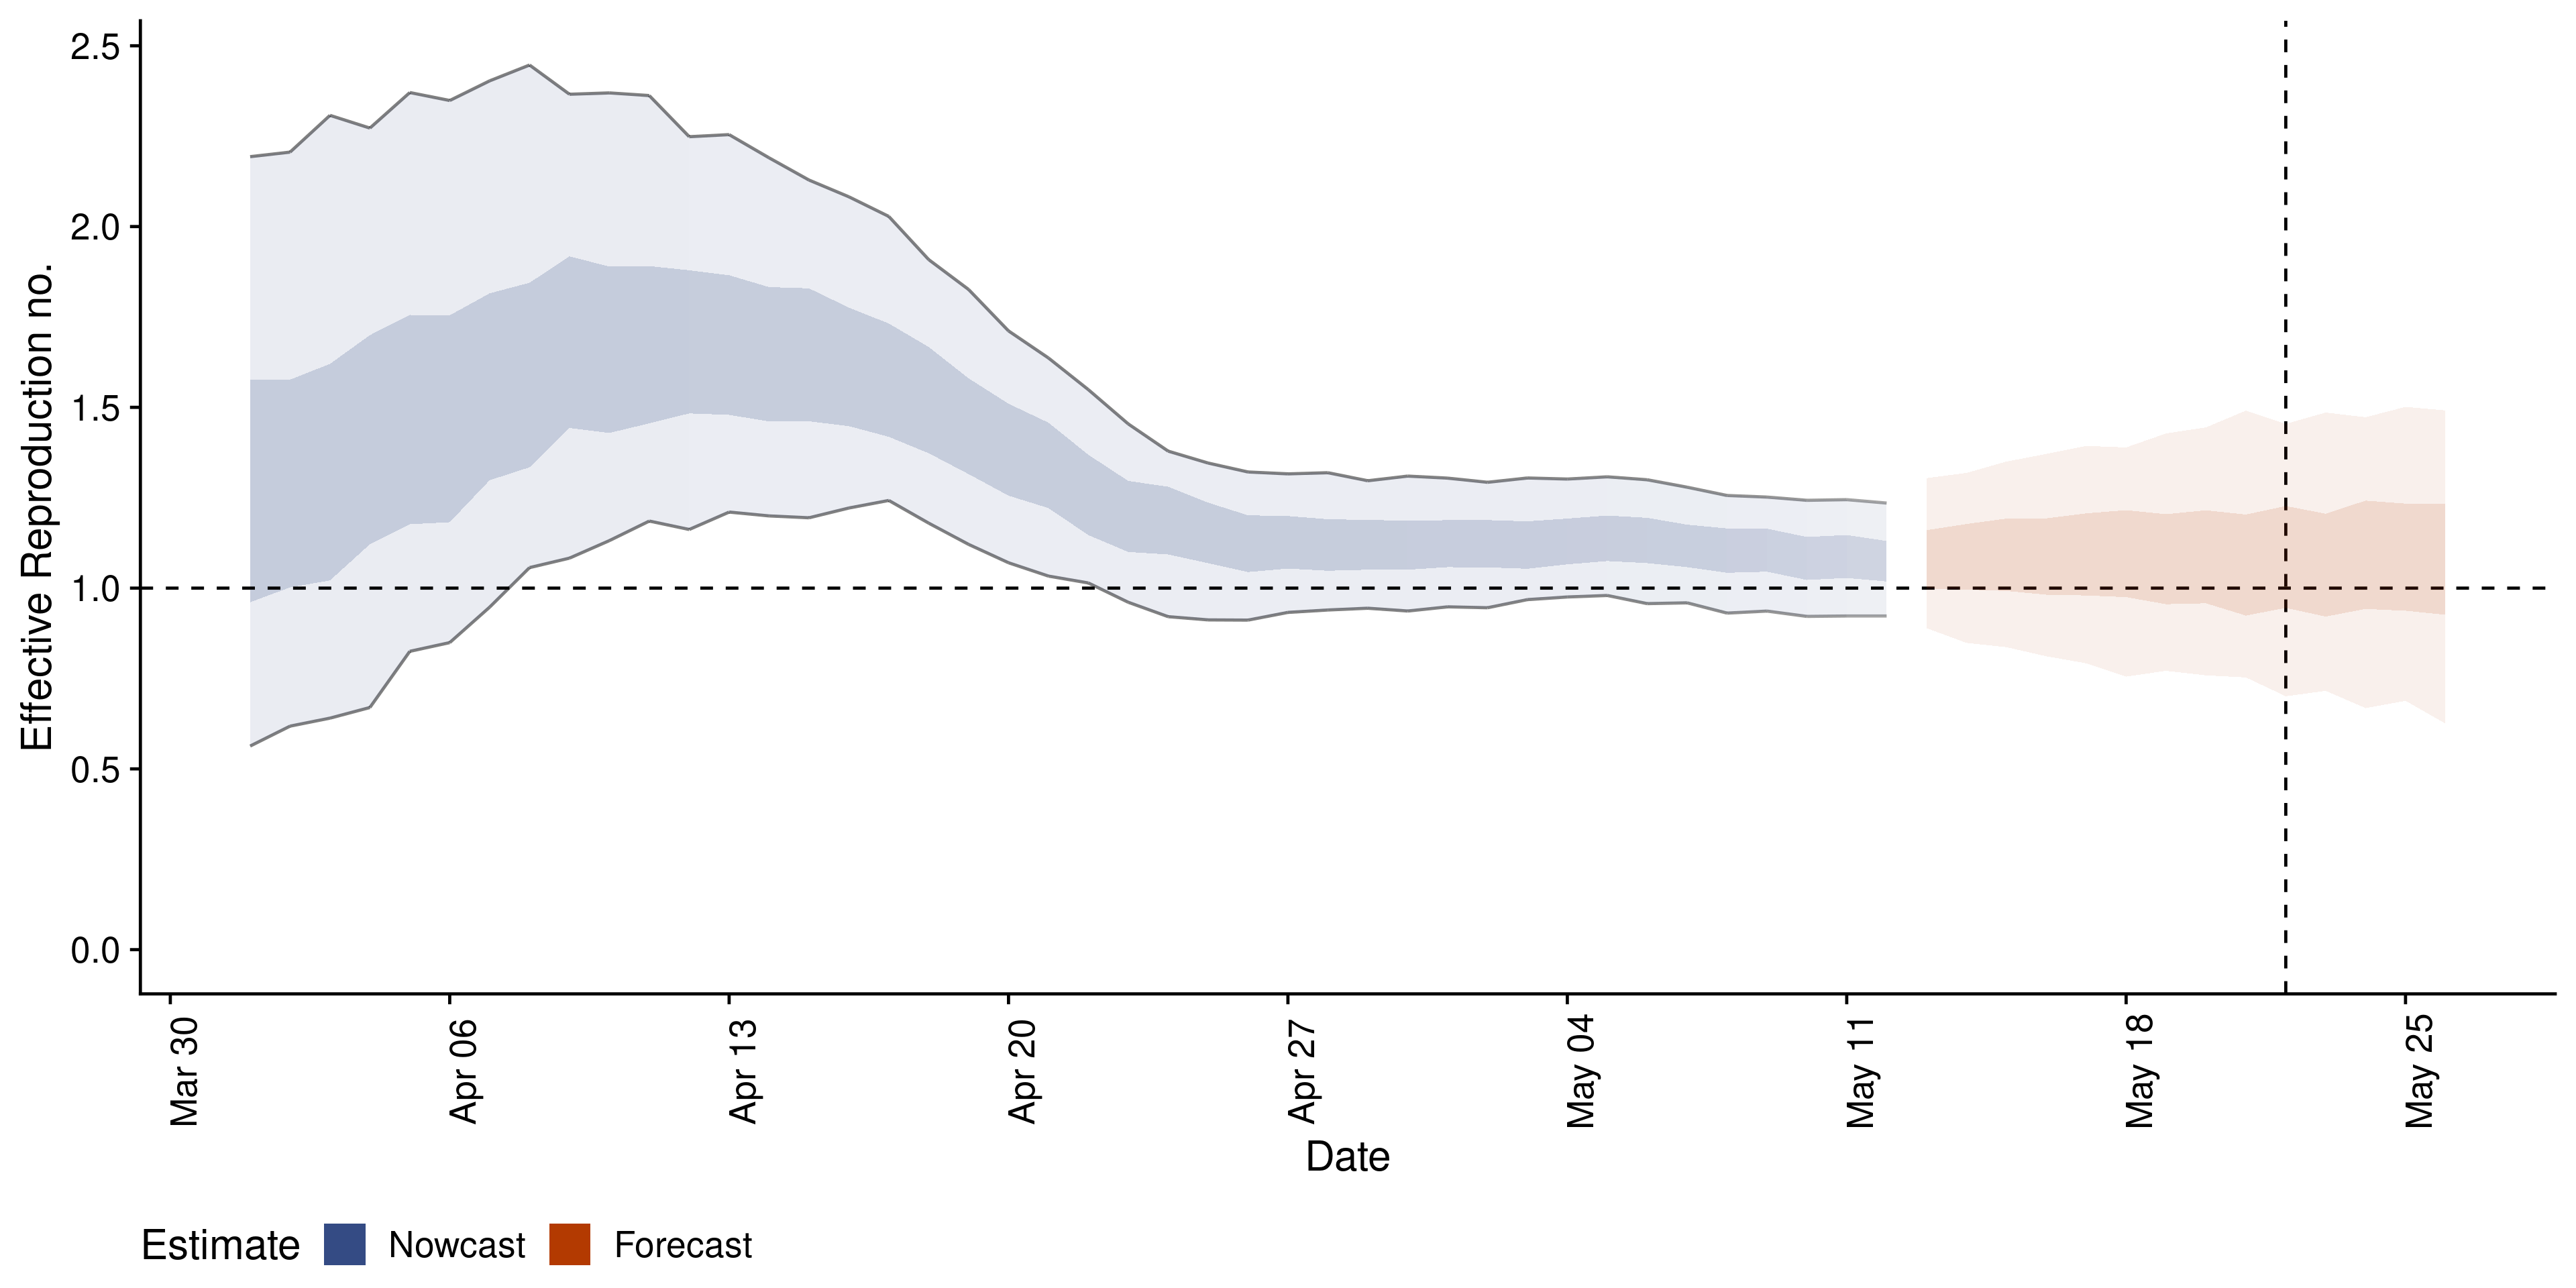 Effective Reproduction no.
2.5
2.0
1.5
1.0
0.5
0.0
Mar 30
Apr 06
Apr 13
Apr 20
Apr 27
May 04
May 11
May 18
May 25
Date
Estimate Nowcast Forecast